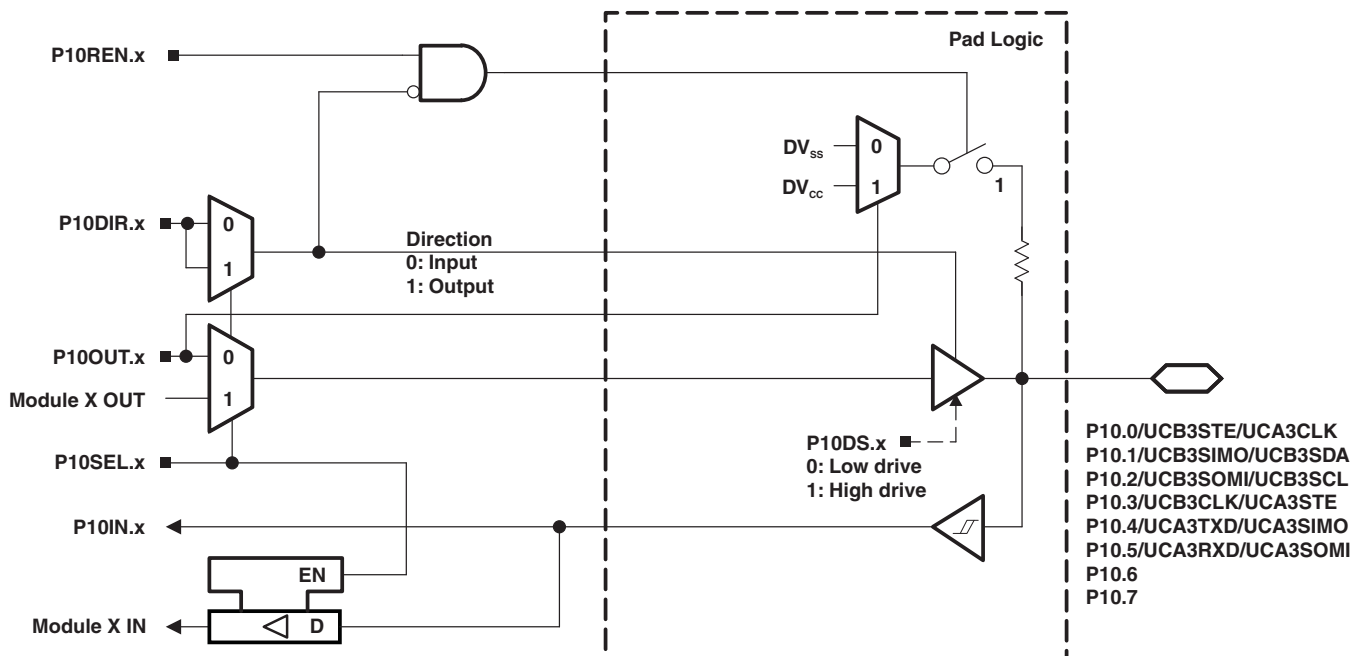 Pad Logic
P10REN.x
DVSS
0
DVCC
1
1
P10DIR.x
0
1
Direction
0: Input
1: Output
P10OUT.x
0
Module X OUT
1
P10DS.x
0: Low drive
1: High drive
P10SEL.x
P10IN.x
EN
Module X IN
D
P10.0/UCB3STE/UCA3CLK
P10.1/UCB3SIMO/UCB3SDA
P10.2/UCB3SOMI/UCB3SCL
P10.3/UCB3CLK/UCA3STE
P10.4/UCA3TXD/UCA3SIMO
P10.5/UCA3RXD/UCA3SOMI
P10.6
P10.7